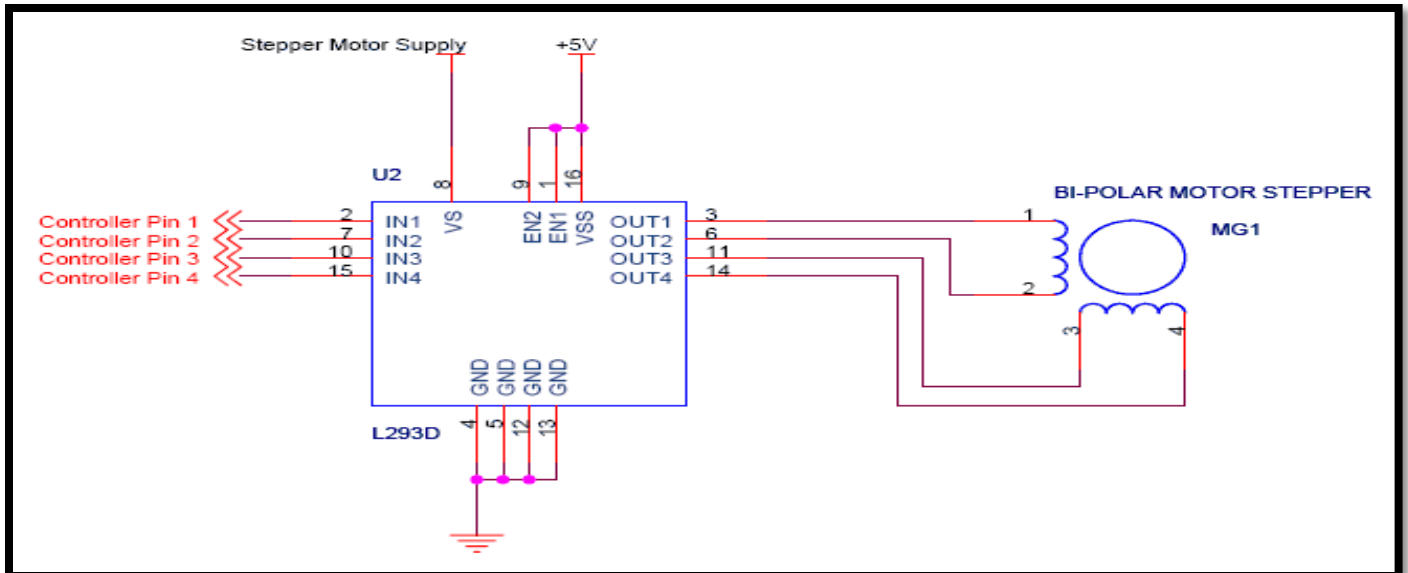 Stepper Motor Supply
+5V
U2
8
9
1
16
BI-POLAR MOTOR STEPPER
MG1
Controller Pin 1
Controller Pin 2
Controller Pin 3
Controller Pin 4
2
7
10
15
IN1
IN2
IN3
IN4
VS
EN2
EN1
VSS
OUT1
OUT2
OUT3
OUT4
3
6
11
14
1
2
3
4
GND
GND
GND
GND
L293D
4
5
12
13